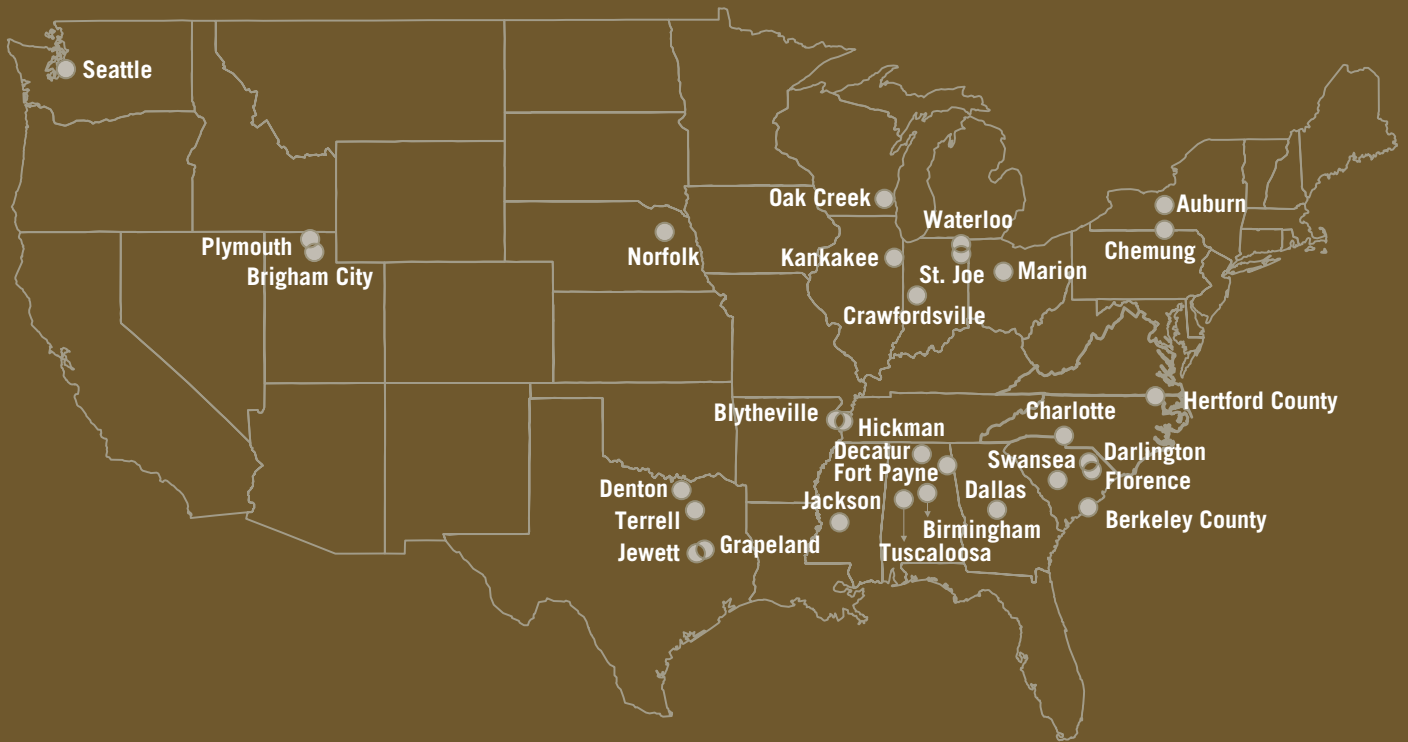 Seattle
Oak Creek
Auburn
Waterloo
Plymouth
Norfolk
Kankakee
Chemung
Brigham City
St. Joe
Marion
Crawfordsville
Blytheville
Charlotte
Hertford County
Hickman
Decatur
Swansea
Darlington
Fort Payne
Florence
Denton
Jackson
Dallas
Terrell
Berkeley County
Birmingham
Jewett
Grapeland
Tuscaloosa